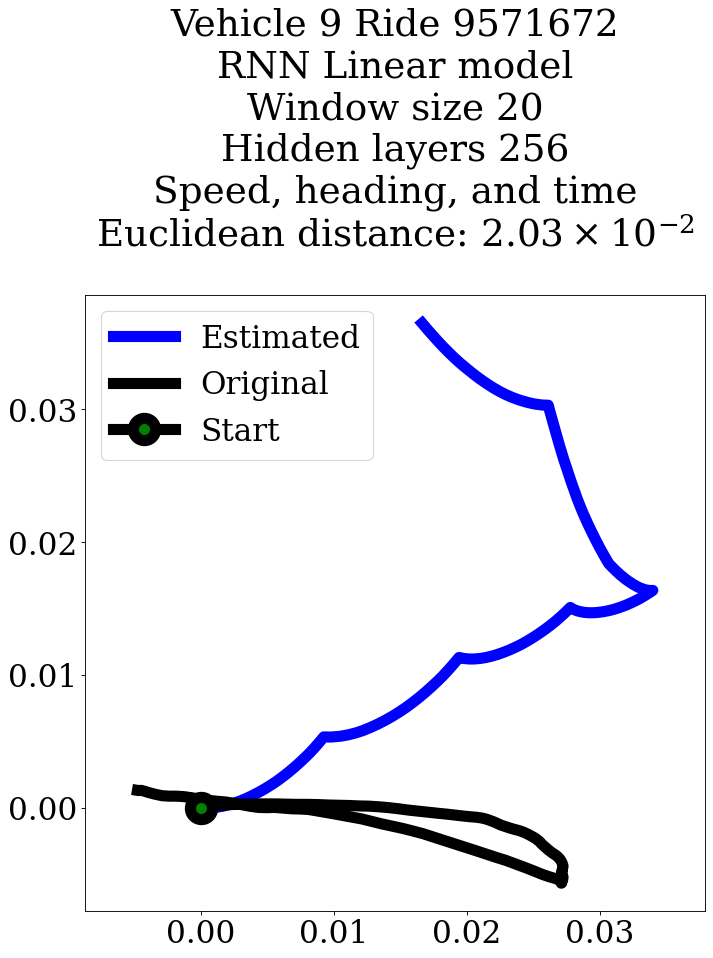 Vehicle 9 Ride 9571672
RNN Linear model
Window size 20
Hidden layers 256
Speed, heading, and time
Euclidean distance: 2.03 × 10⁻²
Estimated
Original
Start
0.03
0.02
0.01
0.00
0.00 0.01 0.02 0.03